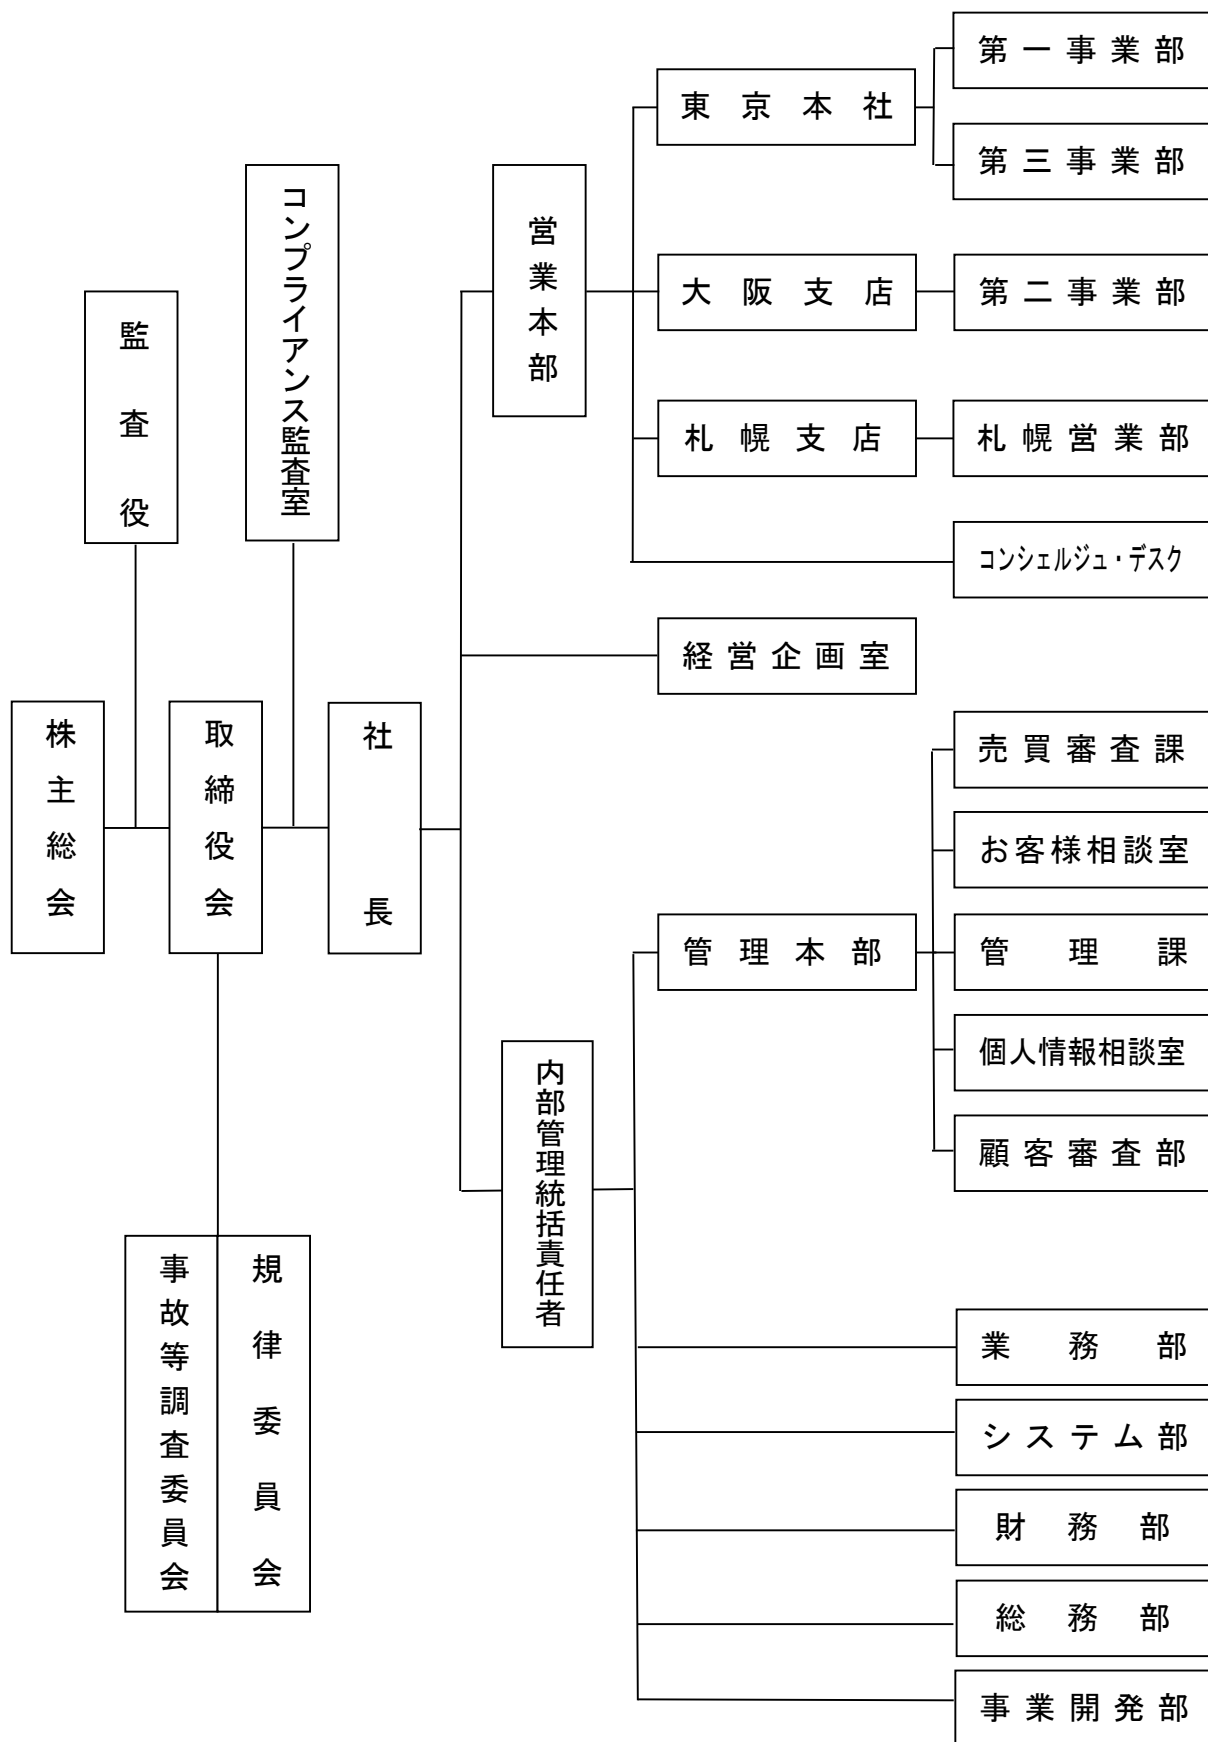 株主総会
監査役
取締役会
コンプライアンス監査室
社長
事故等調査委員会
規律委員会
営業本部
東京本社
第一事業部
第三事業部
大阪支店
第二事業部
札幌支店
札幌営業部
コンシェルジュ・デスク
経営企画室
内部管理統括責任者
管理本部
売買審査課
お客様相談室
管理課
個人情報相談室
顧客審査部
業務部
システム部
財務部
総務部
事業開発部